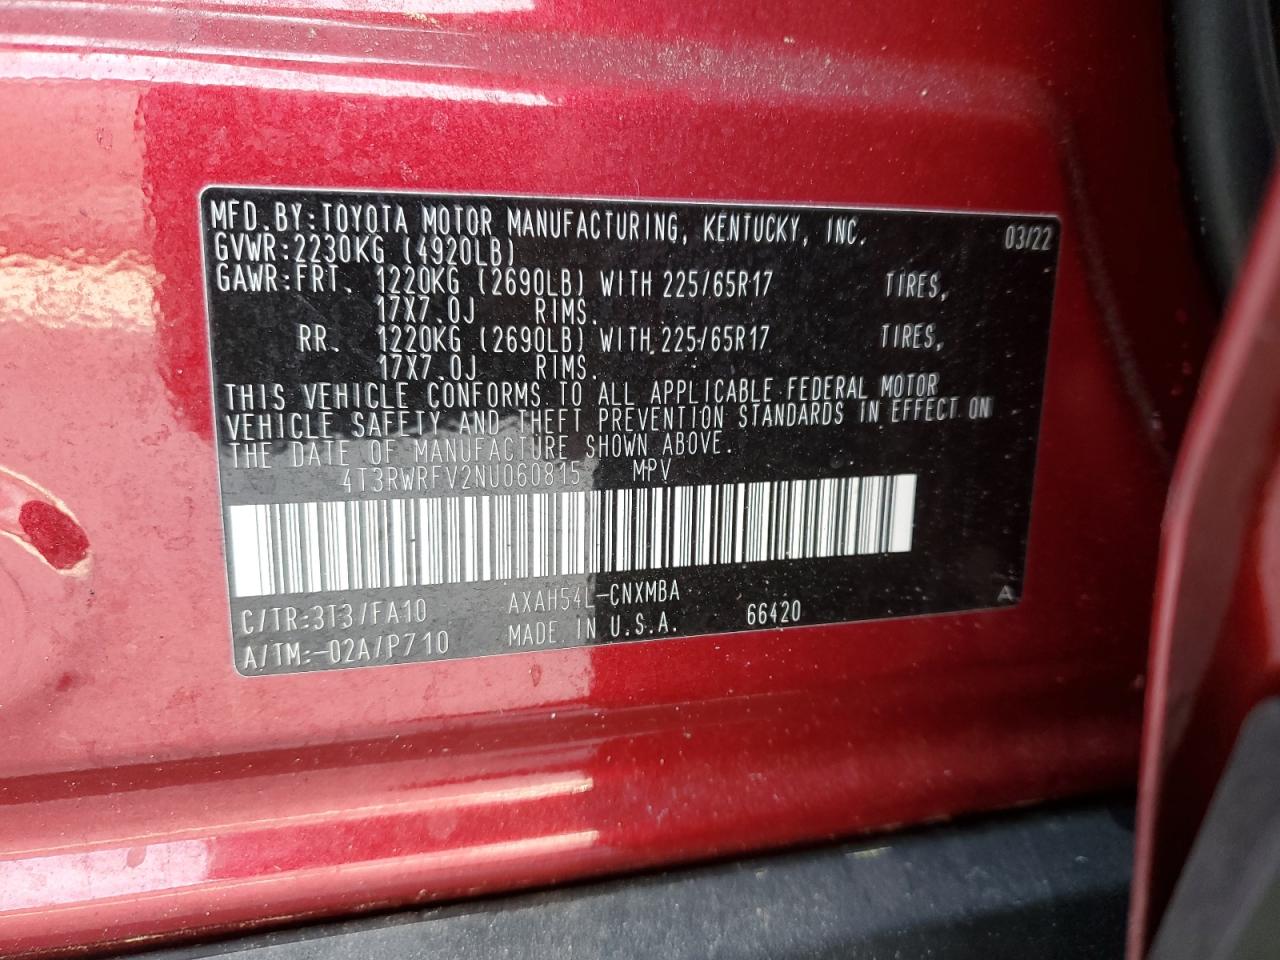 MFD.BY:TOYOTA MOTOR MANUFACTURING, KENTUCKY, INC. 03/22
GVWR:2230KG (4920LB)
GAWR:FRT. 1220KG (2690LB) WITH 225/65R17 TIRES,
17X7.0J RIMS.
RR. 1220KG (2690LB) WITH 225/65R17 TIRES,
17X7.0J RIMS.
THIS VEHICLE CONFORMS TO ALL APPLICABLE FEDERAL MOTOR
VEHICLE SAFETY AND THEFT PREVENTION STANDARDS IN EFFECT ON
THE DATE OF MANUFACTURE SHOWN ABOVE.
4T3RWRFV2NU060815 MPV
C/TR:3T3/FA10 AXAH54L-CNXMBA A
A/TM:-02A/P710 MADE IN U.S.A. 66420